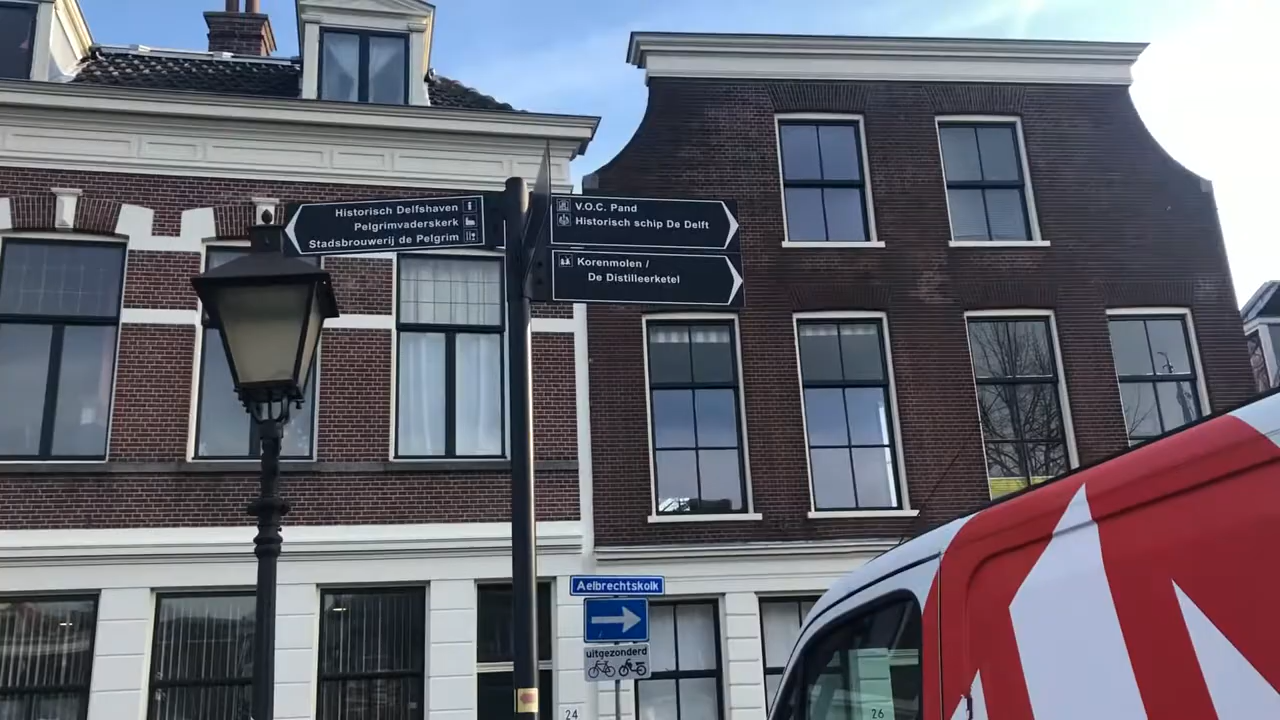 Historisch Delfshaven
Pelgrimvaderskerk
Stadsbrouwerij de Pelgrim
V.O.C. Pand
Historisch schip De Delft
Korenmolen /
De Distilleerketel
Aelbrechtskolk
uitgezonderd
24
26